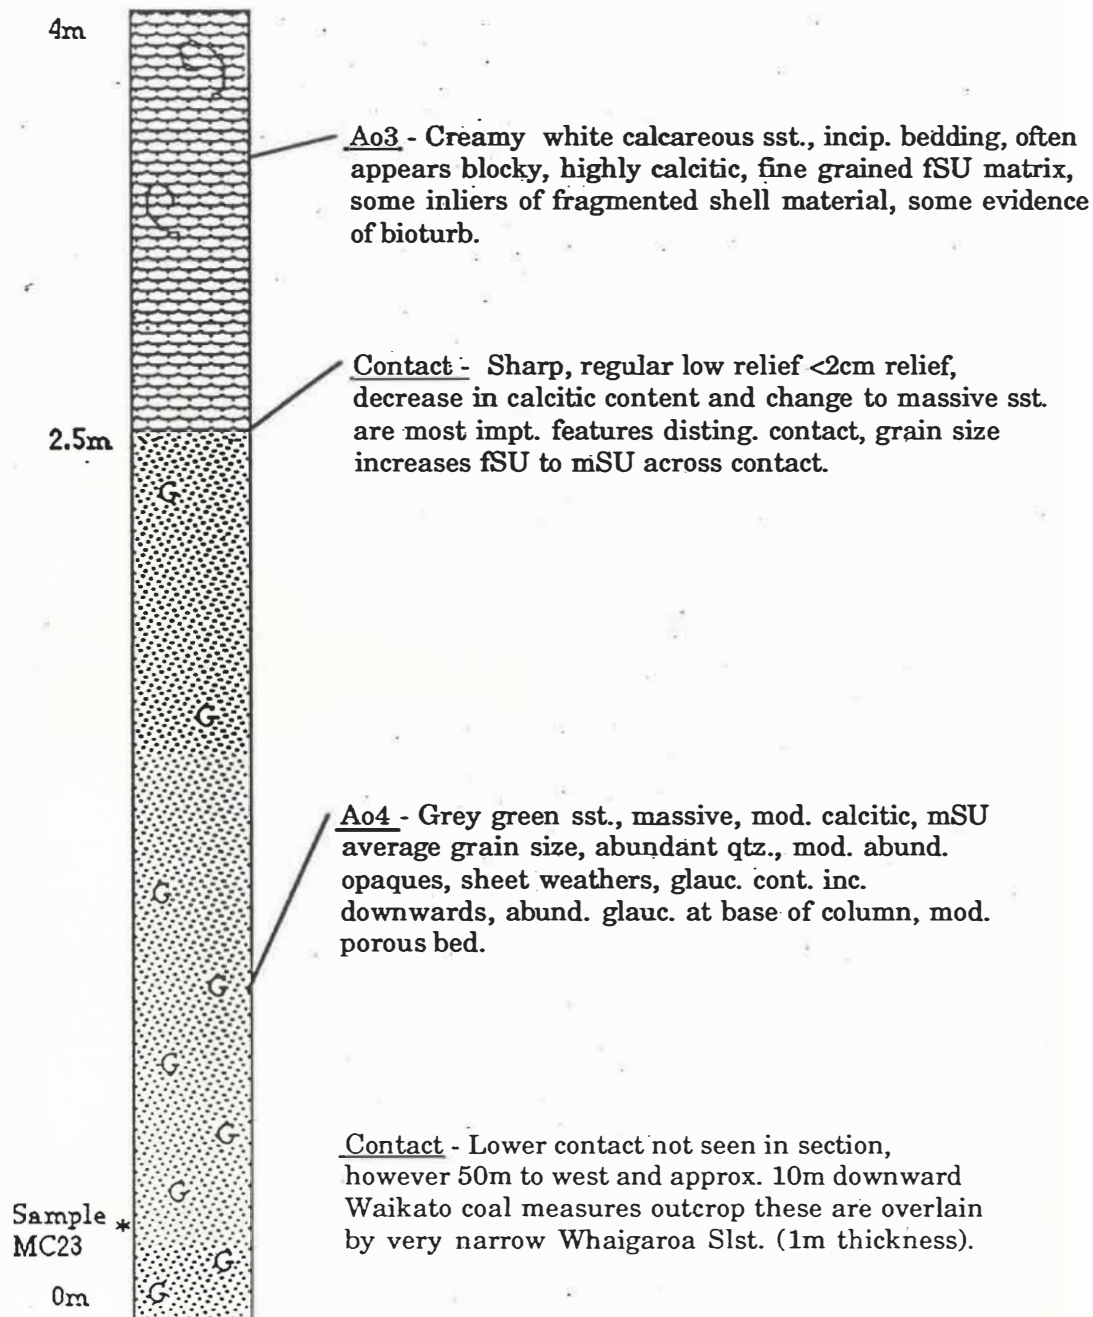 4m
Ao3 - Creamy white calcareous sst., incip. bedding, often
appears blocky, highly calcitic, fine grained fSU matrix,
some inliers of fragmented shell material, some evidence
of bioturb.
Contact - Sharp, regular low relief <2cm relief,
decrease in calcitic content and change to massive sst.
are most impt. features disting. contact, grain size
increases fSU to mSU across contact.
2.5m
G
G
Ao4 - Grey green sst., massive, mod. calcitic, mSU
average grain size, abundant qtz., mod. abund.
opaques, sheet weathers, glauc. cont. inc.
downwards, abund. glauc. at base of column, mod.
porous bed.
G
G
G
G
Contact - Lower contact not seen in section,
however 50m to west and approx. 10m downward
Waikato coal measures outcrop these are overlain
by very narrow Whaigaroa Slst. (1m thickness).
G
Sample *
MC23
G
0m
G